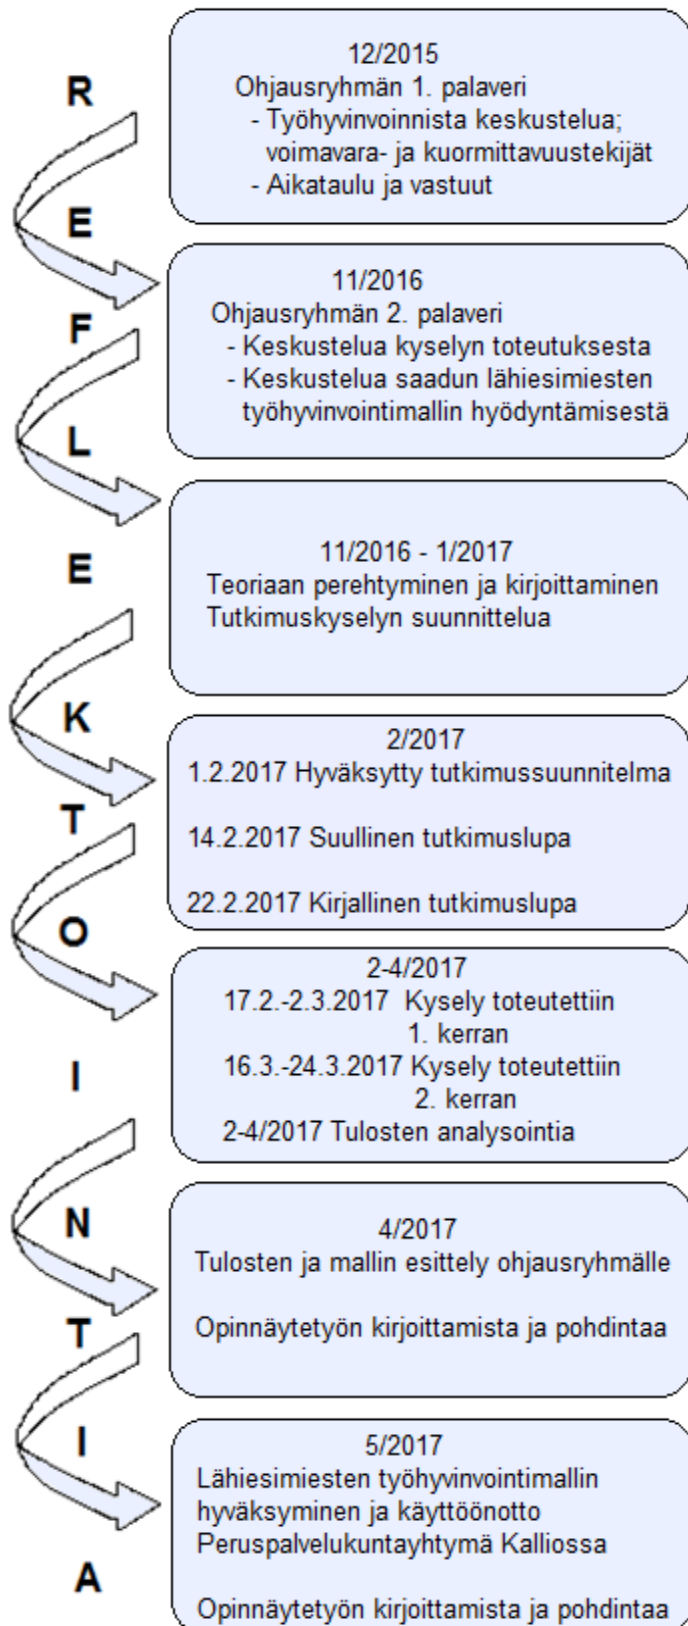 R
E
F
L
E
K
T
O
I
N
T
I
A
12/2015
Ohjausryhmän 1. palaveri
- Työhyvinvoinnista keskustelua;
voimavara- ja kuormittavuustekijät
- Aikataulu ja vastuut
11/2016
Ohjausryhmän 2. palaveri
- Keskustelua kyselyn toteutuksesta
- Keskustelua saadun lähiesimiesten
työhyvinvointimallin hyödyntämisestä
11/2016 - 1/2017
Teoriaan perehtyminen ja kirjoittaminen
Tutkimuskyselyn suunnittelua
2/2017
1.2.2017 Hyväksytty tutkimussuunnitelma
14.2.2017 Suullinen tutkimuslupa
22.2.2017 Kirjallinen tutkimuslupa
2-4/2017
17.2.-2.3.2017 Kysely toteutettiin
1. kerran
16.3.-24.3.2017 Kysely toteutettiin
2. kerran
2-4/2017 Tulosten analysointia
4/2017
Tulosten ja mallin esittely ohjausryhmälle
Opinnäytetyön kirjoittamista ja pohdintaa
5/2017
Lähiesimiesten työhyvinvointimallin
hyväksyminen ja käyttöönotto
Peruspalvelukuntayhtymä Kalliossa
Opinnäytetyön kirjoittamista ja pohdintaa